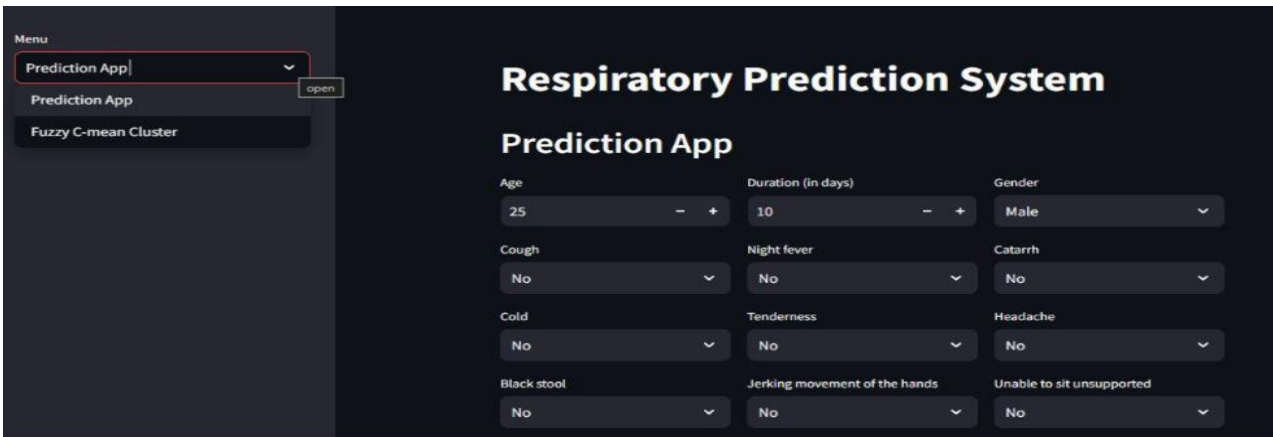 Menu
Prediction App
open
Prediction App
Fuzzy C-mean Cluster
Respiratory Prediction System
Prediction App
Age Duration (in days) Gender
25 - + 10 - + Male
Cough Night fever Catarrh
No No No
Cold Tenderness Headache
No No No
Black stool Jerking movement of the hands Unable to sit unsupported
No No No